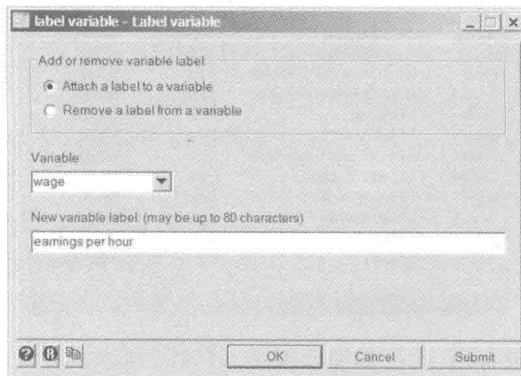 label variable - Label variable
Add or remove variable label
Attach a label to a variable
Remove a label from a variable
Variable
wage
New variable label: (may be up to 80 characters)
earnings per hour
OK
Cancel
Submit